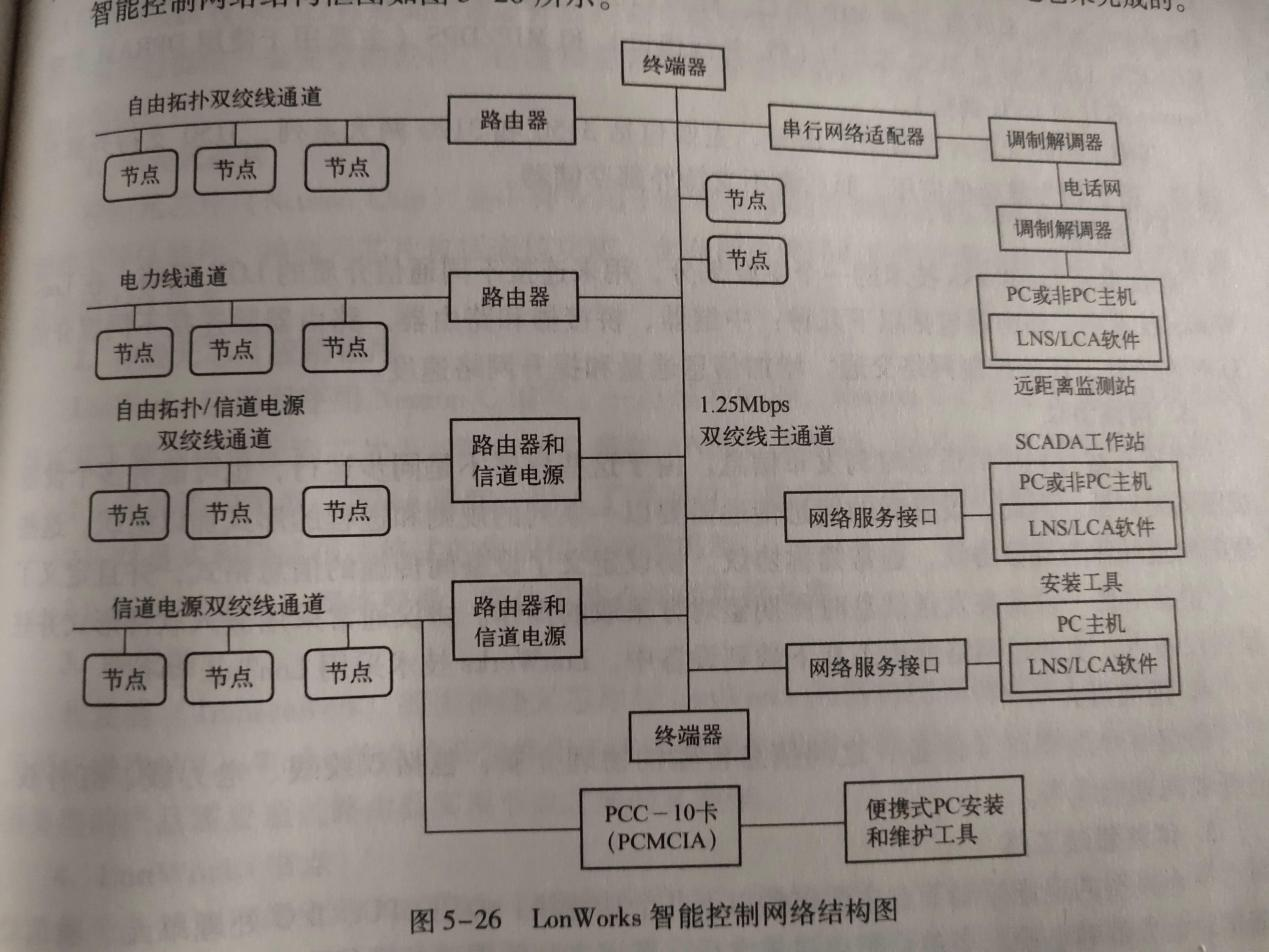 智能控制网络结构框图如图5-26所示。
来完成的。
终端器
自由拓扑双绞线通道
路由器
串行网络适配器
调制解调器
节点
节点
节点
电话网
节点
调制解调器
节点
电力线通道
路由器
PC或非PC主机
LNS/LCA软件
节点
节点
节点
远距离监测站
自由拓扑/信道电源
双绞线通道
1.25Mbps
双绞线主通道
路由器和
信道电源
SCADA工作站
PC或非PC主机
LNS/LCA软件
节点
节点
节点
网络服务接口
安装工具
信道电源双绞线通道
路由器和
信道电源
PC主机
LNS/LCA软件
节点
节点
节点
网络服务接口
终端器
PCC-10卡
(PCMCIA)
便携式PC安装
和维护工具
图 5-26 LonWorks 智能控制网络结构图